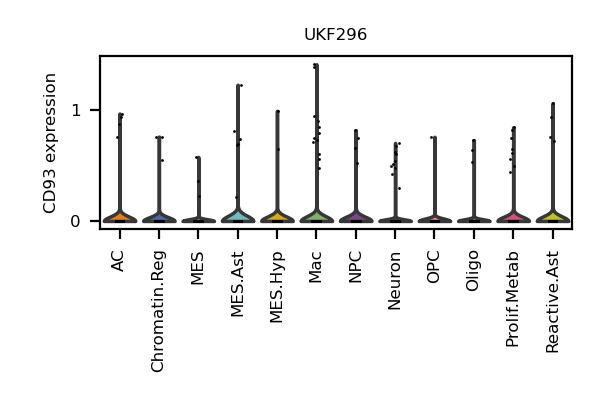 UKF296
CD93 expression
1
0
AC
Chromatin.Reg
MES
MES.Ast
MES.Hyp
Mac
NPC
Neuron
OPC
Oligo
Prolif.Metab
Reactive.Ast